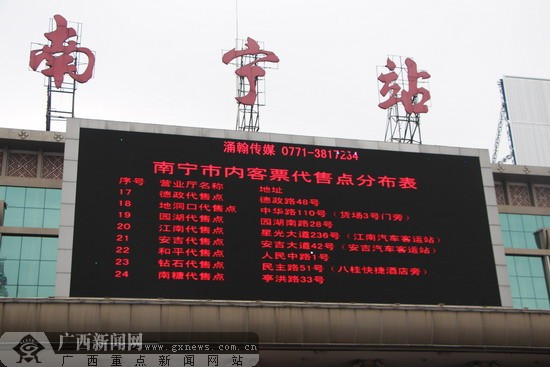 南宁站
涌翰传媒 0771-3817234
南宁市内客票代售点分布表
序号 营业厅名称 地址
17 德政代售点 德政路48号
18 地洞口代售点 中华路110号（货场3号门旁）
19 园湖代售点 园湖南路28号
20 江南代售点 星光大道236号（江南汽车客运站）
21 安吉代售点 安吉大道42号（安吉汽车客运站）
22 和平代售点 人民中路1号
23 钻石代售点 民主路51号（八桂快捷酒店旁）
24 南糖代售点 亭洪路33号
广西新闻网
www.gxnews.com.cn
广西重点新闻网站